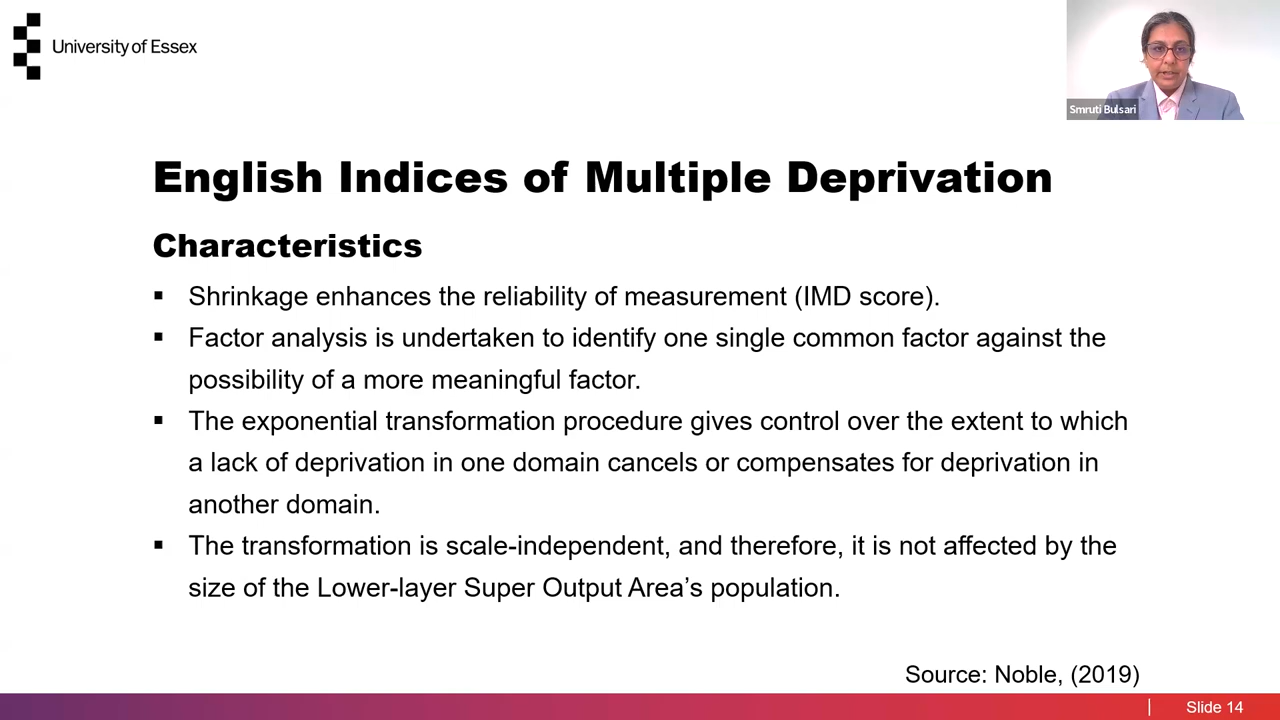 University of Essex
Smruti Bulsari
English Indices of Multiple Deprivation
Characteristics
▪ Shrinkage enhances the reliability of measurement (IMD score).
▪ Factor analysis is undertaken to identify one single common factor against the
possibility of a more meaningful factor.
▪ The exponential transformation procedure gives control over the extent to which
a lack of deprivation in one domain cancels or compensates for deprivation in
another domain.
▪ The transformation is scale-independent, and therefore, it is not affected by the
size of the Lower-layer Super Output Area’s population.
Source: Noble, (2019)
| Slide 14